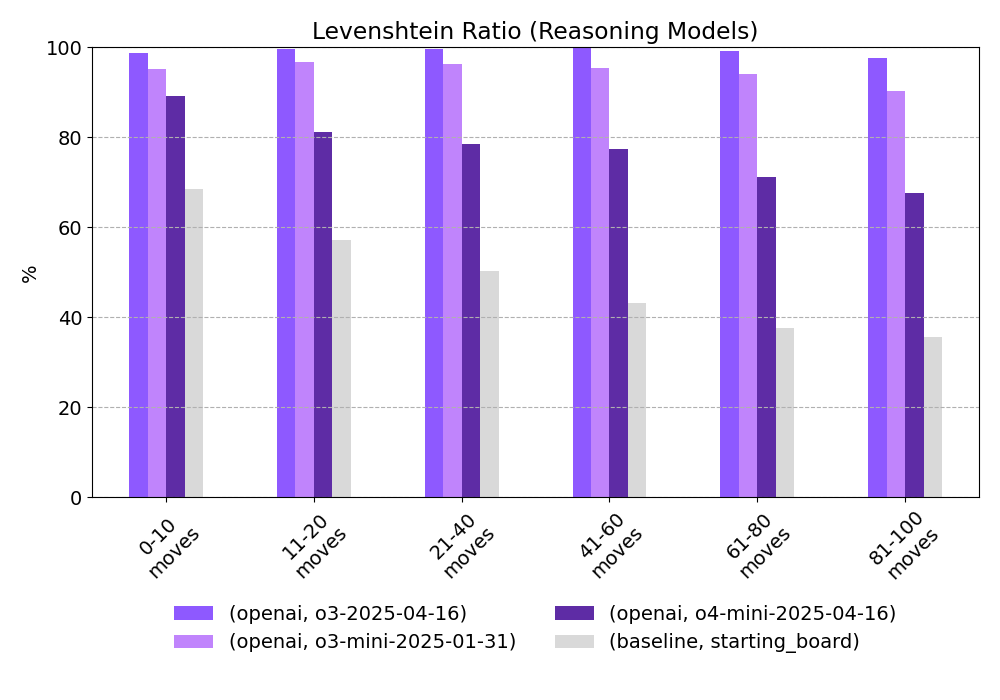 Levenshtein Ratio (Reasoning Models)
100
80
60
40
20
0
%
0-10
moves
11-20
moves
21-40
moves
41-60
moves
61-80
moves
81-100
moves
(openai, o3-2025-04-16)
(openai, o3-mini-2025-01-31)
(openai, o4-mini-2025-04-16)
(baseline, starting_board)